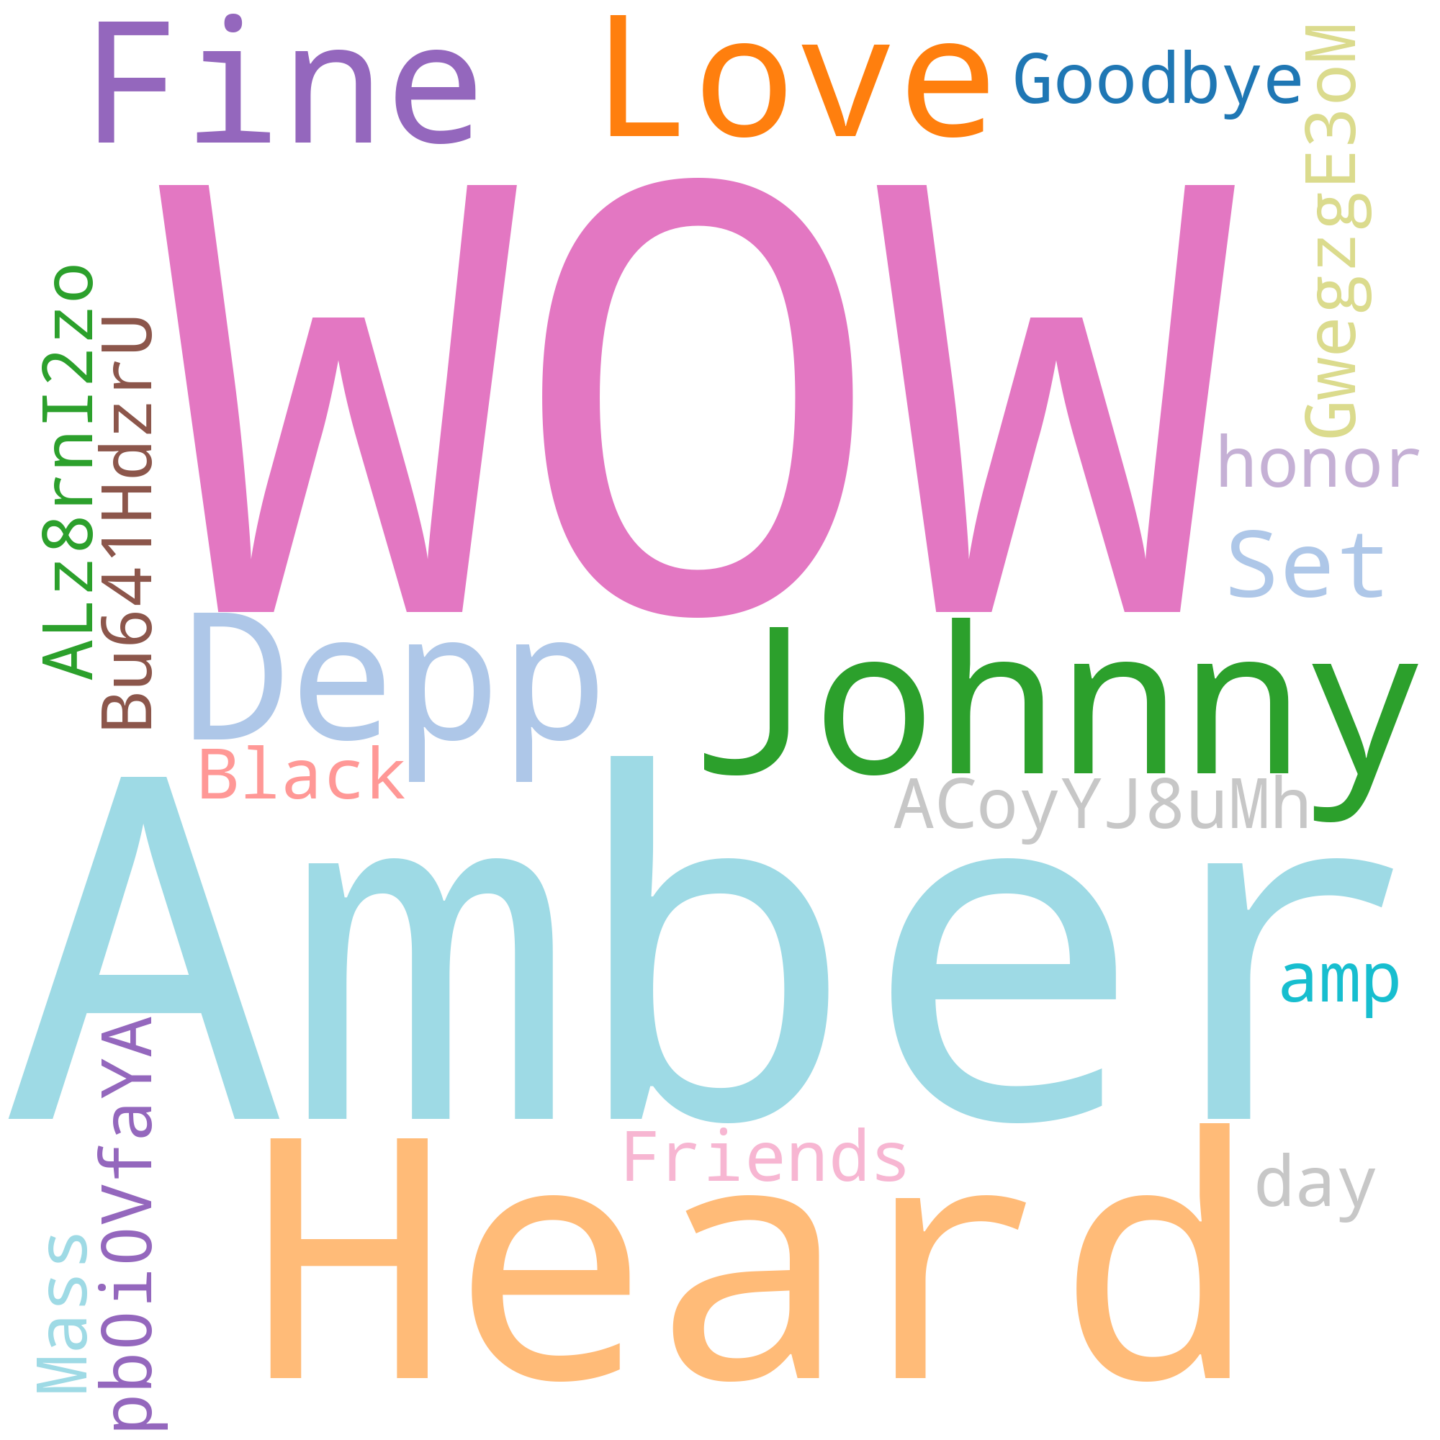 Fine
Love
Goodbye
GwegzgE3oM
WOW
ALz8rnI2zo
Bu641HdzrU
honor
Set
Depp
Johnny
Black
ACoyYJ8uMh
Amber
amp
pbOi0VfaYA
Friends
day
Heard
Mass